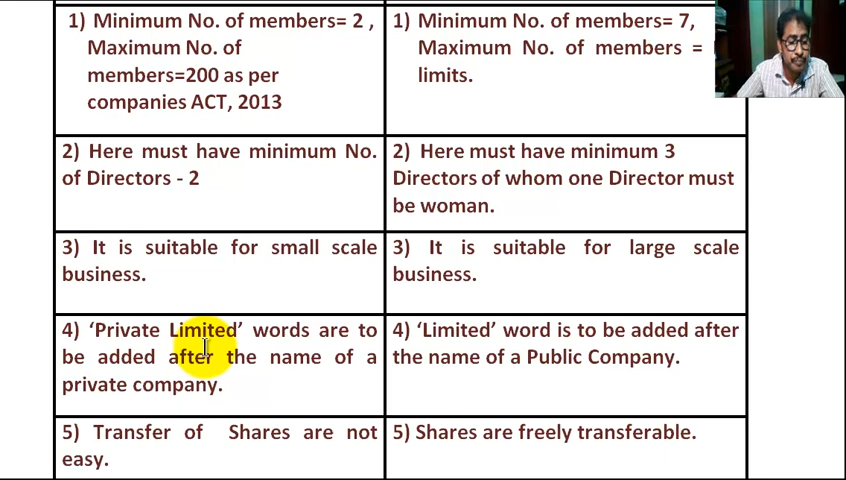 1) Minimum No. of members= 2 ,
Maximum No. of
members=200 as per
companies ACT, 2013
1) Minimum No. of members= 7,
Maximum No. of members =
limits.
2) Here must have minimum No.
of Directors - 2
2) Here must have minimum 3
Directors of whom one Director must
be woman.
3) It is suitable for small scale
business.
3) It is suitable for large scale
business.
4) ‘Private Limited’ words are to
be added after the name of a
private company.
4) ‘Limited’ word is to be added after
the name of a Public Company.
5) Transfer of Shares are not
easy.
5) Shares are freely transferable.